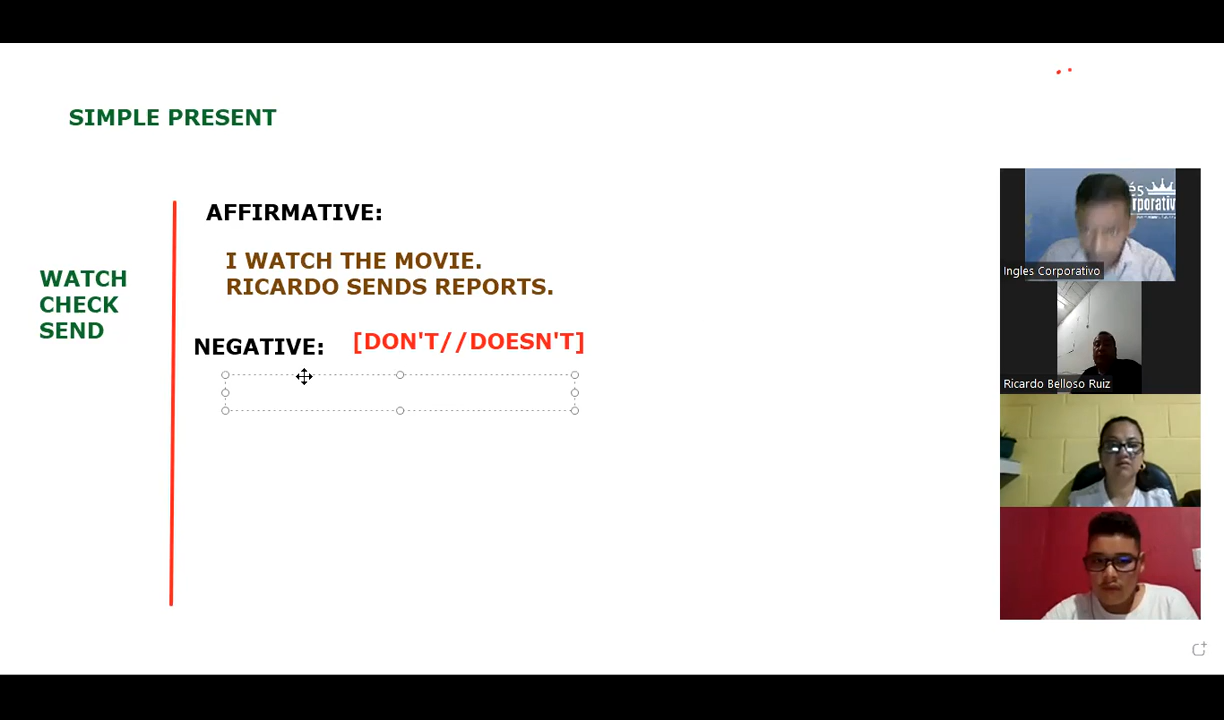 SIMPLE PRESENT
AFFIRMATIVE:
I WATCH THE MOVIE.
RICARDO SENDS REPORTS.
WATCH
CHECK
SEND
NEGATIVE: [DON'T//DOESN'T]
Ingles Corporativo
Ricardo Belloso Ruiz